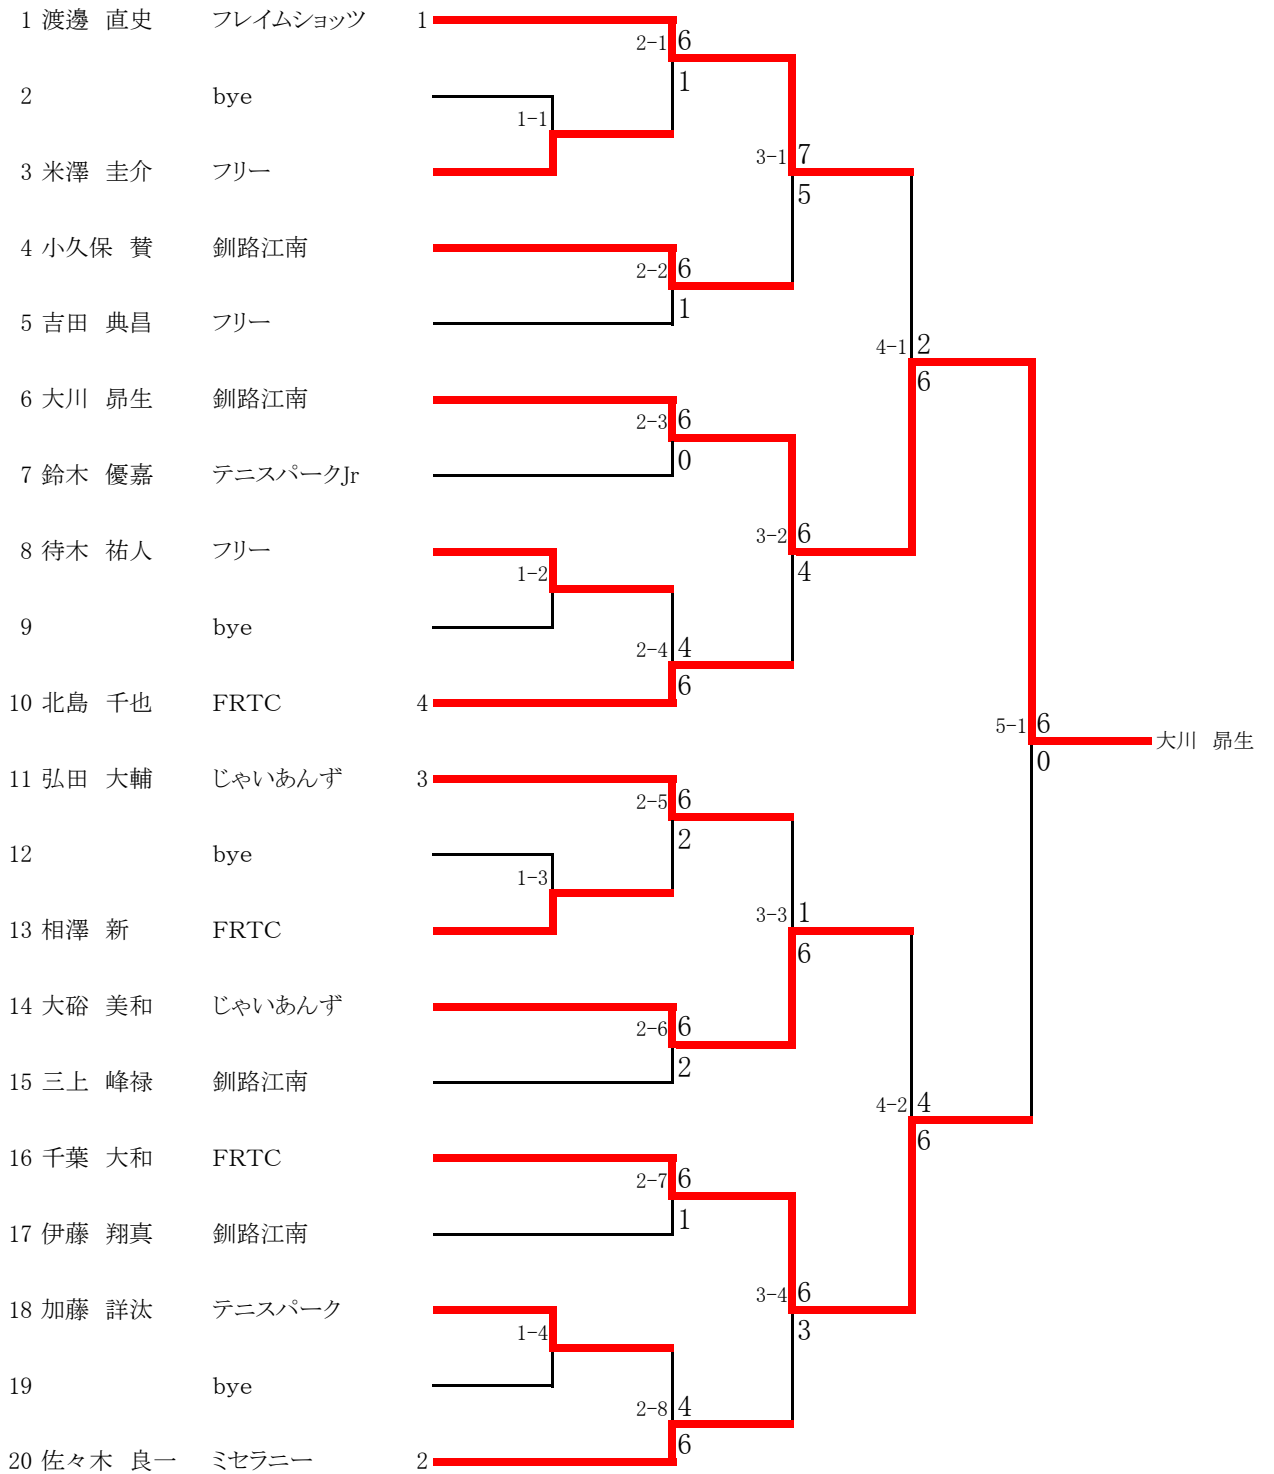 1 渡邊 直史 フレイムショッツ 1
2-1 6
1
2 bye
1-1
3-1 7
3 米澤 圭介 フリー
5
4 小久保 賛 釧路江南
2-2 6
1
5 吉田 典昌 フリー
4-1 2
6
6 大川 昴生 釧路江南
2-3 6
0
7 鈴木 優嘉 テニスパークJr
3-2 6
8 待木 祐人 フリー
1-2 4
9 bye
2-4 4
6
10 北島 千也 FRTC 4
5-1 6
大川 昴生
0
11 弘田 大輔 じゃいあんず 3
2-5 6
2
12 bye
1-3
3-3 1
13 相澤 新 FRTC
6
14 大硲 美和 じゃいあんず
2-6 6
2
15 三上 峰禄 釧路江南
4-2 4
6
16 千葉 大和 FRTC
2-7 6
1
17 伊藤 翔真 釧路江南
3-4 6
18 加藤 詳汰 テニスパーク
1-4 3
19 bye
2-8 4
6
20 佐々木 良一 ミセラニー 2